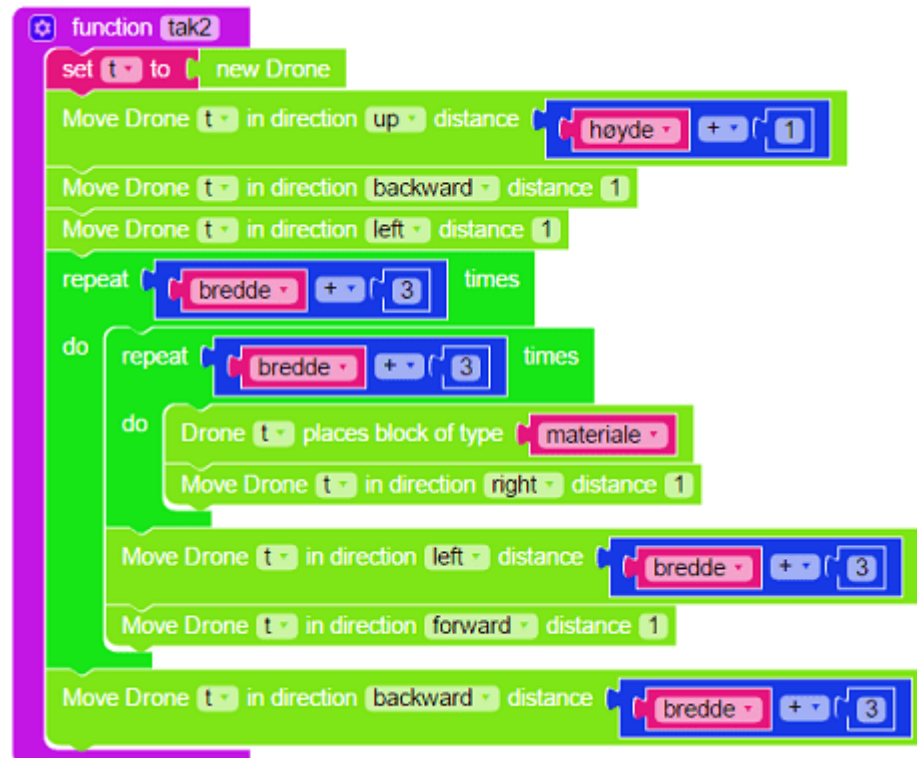 function tak2
set t to new Drone
Move Drone t in direction up distance høyde + 1
Move Drone t in direction backward distance 1
Move Drone t in direction left distance 1
repeat bredde + 3 times
do repeat bredde + 3 times
do Drone t places block of type materiale
Move Drone t in direction right distance 1
Move Drone t in direction left distance bredde + 3
Move Drone t in direction forward distance 1
Move Drone t in direction backward distance bredde + 3